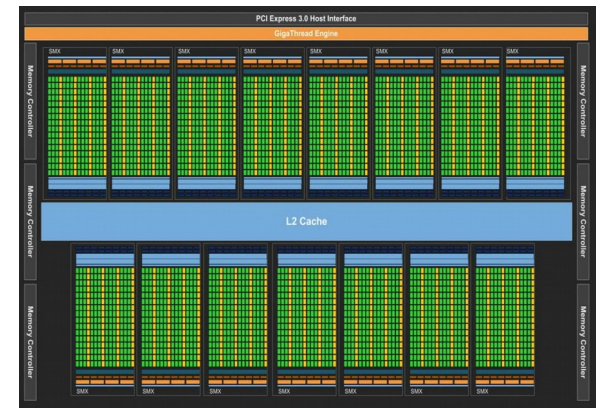 PCI Express 3.0 Host Interface
GigaThread Engine
SMX SMX SMX SMX SMX SMX SMX SMX
Memory Controller
Memory Controller
Memory Controller
Memory Controller
L2 Cache
Memory Controller
Memory Controller
SMX SMX SMX SMX SMX SMX SMX